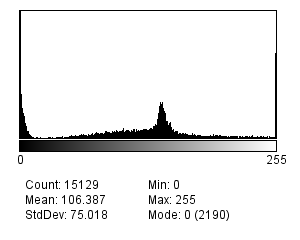 0 255
Count: 15129 Min: 0
Mean: 106.387 Max: 255
StdDev: 75.018 Mode: 0 (2190)